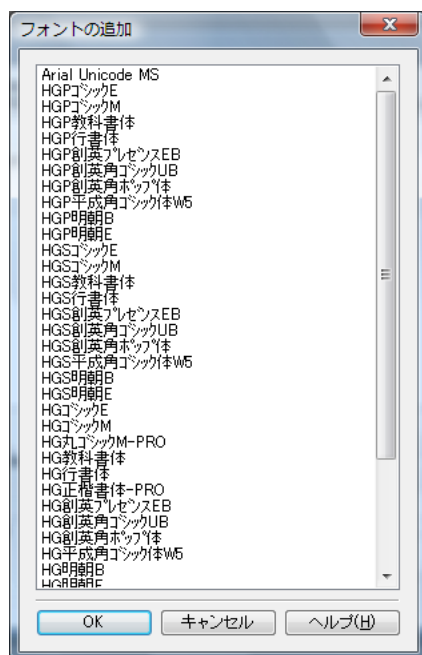 フォントの追加
Arial Unicode MS
HGPｺﾞｼｯｸE
HGPｺﾞｼｯｸM
HGP教科書体
HGP行書体
HGP創英ﾌﾟﾚｾﾞﾝｽEB
HGP創英角ｺﾞｼｯｸUB
HGP創英角ﾎﾟｯﾌﾟ体
HGP平成角ｺﾞｼｯｸ体W5
HGP明朝B
HGP明朝E
HGSｺﾞｼｯｸE
HGSｺﾞｼｯｸM
HGS教科書体
HGS行書体
HGS創英ﾌﾟﾚｾﾞﾝｽEB
HGS創英角ｺﾞｼｯｸUB
HGS創英角ﾎﾟｯﾌﾟ体
HGS平成角ｺﾞｼｯｸ体W5
HGS明朝B
HGS明朝E
HGｺﾞｼｯｸE
HGｺﾞｼｯｸM
HG丸ｺﾞｼｯｸM-PRO
HG教科書体
HG行書体
HG正楷書体-PRO
HG創英ﾌﾟﾚｾﾞﾝｽEB
HG創英角ｺﾞｼｯｸUB
HG創英角ﾎﾟｯﾌﾟ体
HG平成角ｺﾞｼｯｸ体W5
HG明朝B
HG明朝E
OK キャンセル ヘルプ(H)